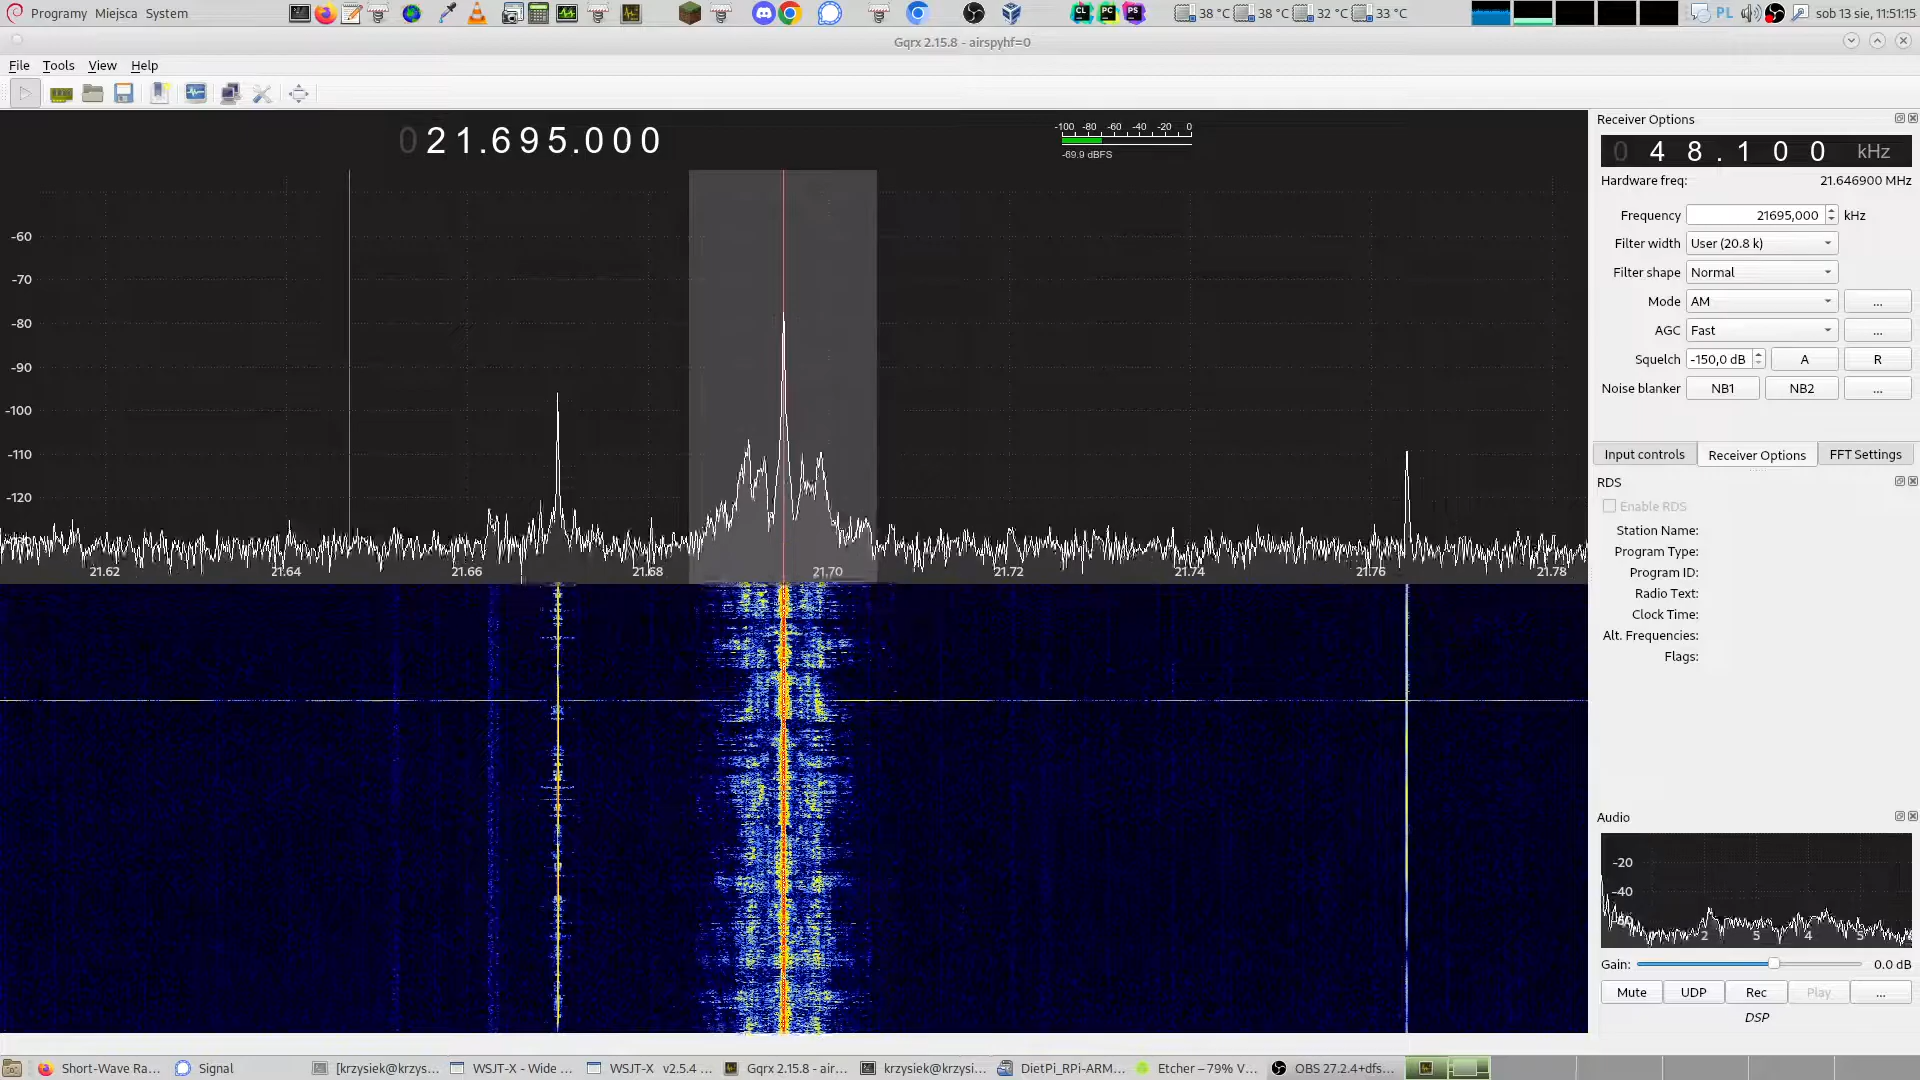 Programy Miejsca System
CL PC PS
38 °C 38 °C 32 °C 33 °C
PL
sob 13 sie, 11:51:15
Gqrx 2.15.8 - airspyhf=0
File Tools View Help
021.695.000
-100 -80 -60 -40 -20 0
-69.9 dBFS
-60
-70
-80
-90
-100
-110
-120
21.62 21.64 21.66 21.68 21.70 21.72 21.74 21.76 21.78
Receiver Options
0 48.100 kHz
Hardware freq: 21.646900 MHz
Frequency 21695,000 kHz
Filter width User (20.8 k)
Filter shape Normal
Mode AM ...
AGC Fast ...
Squelch -150,0 dB A R
Noise blanker NB1 NB2 ...
Input controls Receiver Options FFT Settings
RDS
Enable RDS
Station Name:
Program Type:
Program ID:
Radio Text:
Clock Time:
Alt. Frequencies:
Flags:
Audio
-20
-40
2 4
Gain: 0.0 dB
Mute UDP Rec Play ...
DSP
Short-Wave Ra... Signal [krzysiek@krzys... WSJT-X - Wide ... WSJT-X v2.5.4 ... Gqrx 2.15.8 - air... krzysiek@krzysi... DietPi_RPi-ARM... Etcher – 79% V... OBS 27.2.4+dfs...